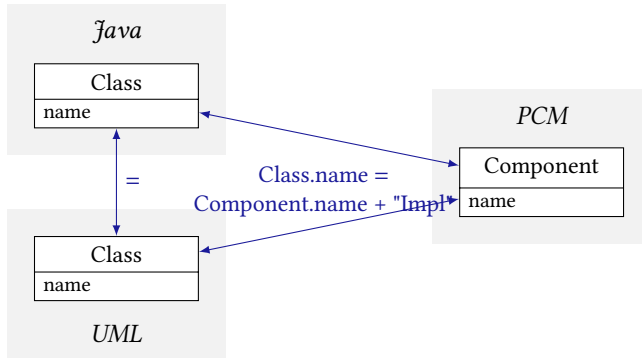 Java
Class
name
PCM
Component
name
=
Class.name =
Component.name + "Impl"
Class
name
UML